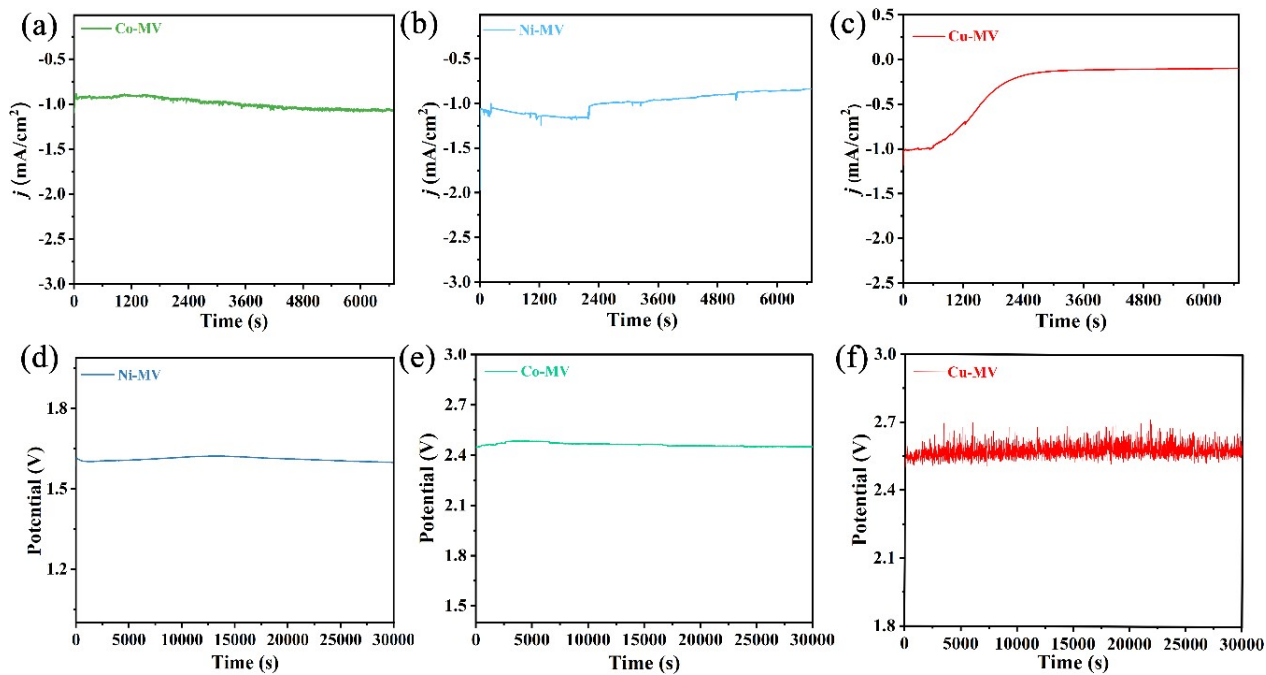 (a)
Co-MV
-0.5
-1.0
-1.5
-2.0
-2.5
-3.0
j (mA/cm²)
0 1200 2400 3600 4800 6000
Time (s)
(b)
Ni-MV
-0.5
-1.0
-1.5
-2.0
-2.5
-3.0
j (mA/cm²)
0 1200 2400 3600 4800 6000
Time (s)
(c)
Cu-MV
0.5
0.0
-0.5
-1.0
-1.5
-2.0
-2.5
j (mA/cm²)
0 1200 2400 3600 4800 6000
Time (s)
(d)
Ni-MV
1.8
1.5
1.2
Potential (V)
0 5000 10000 15000 20000 25000 30000
Time (s)
(e)
Co-MV
3.0
2.7
2.4
2.1
1.8
1.5
Potential (V)
0 5000 10000 15000 20000 25000 30000
Time (s)
(f)
Cu-MV
3.0
2.7
2.4
2.1
1.8
Potential (V)
0 5000 10000 15000 20000 25000 30000
Time (s)